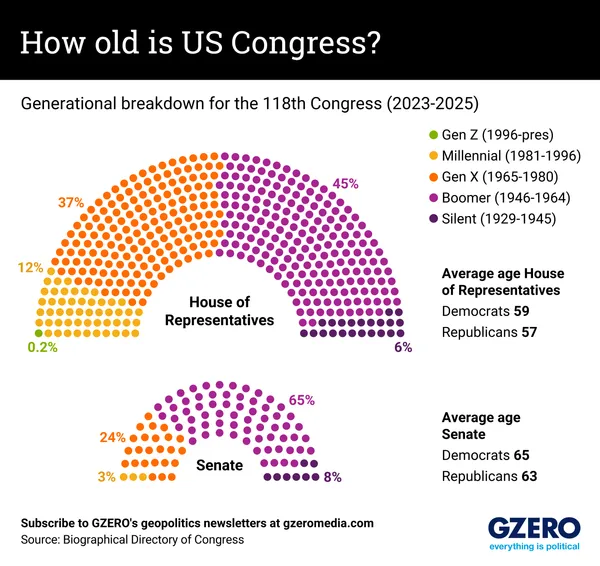 How old is US Congress?
Generational breakdown for the 118th Congress (2023-2025)
Gen Z (1996-pres)
Millennial (1981-1996)
Gen X (1965-1980)
Boomer (1946-1964)
Silent (1929-1945)
45%
37%
12%
0.2%
6%
House of
Representatives
Average age House
of Representatives
Democrats 59
Republicans 57
65%
24%
3%
8%
Senate
Average age
Senate
Democrats 65
Republicans 63
Subscribe to GZERO's geopolitics newsletters at gzeromedia.com
Source: Biographical Directory of Congress
GZERO
everything is political